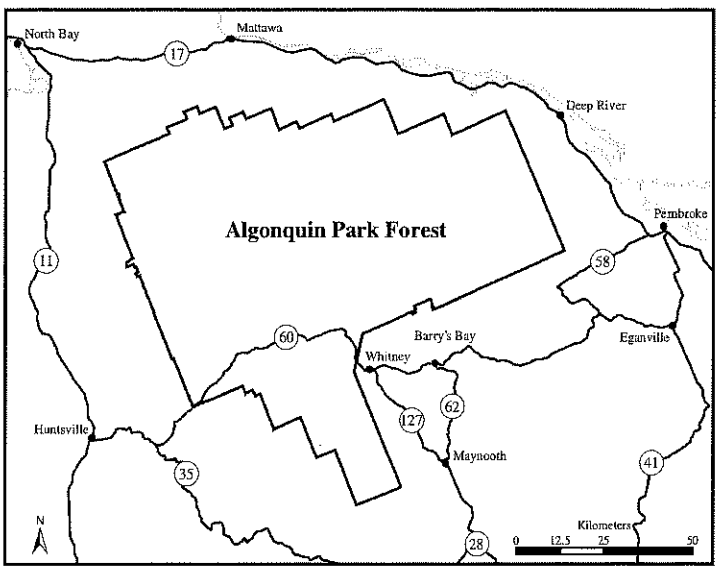 North Bay
Mattawa
17
Deep River
Algonquin Park Forest
Pembroke
11
58
60
Barry's Bay
Eganville
Whitney
62
127
Huntsville
Maynooth
35
41
N
Kilometers
28
0 12.5 25 50